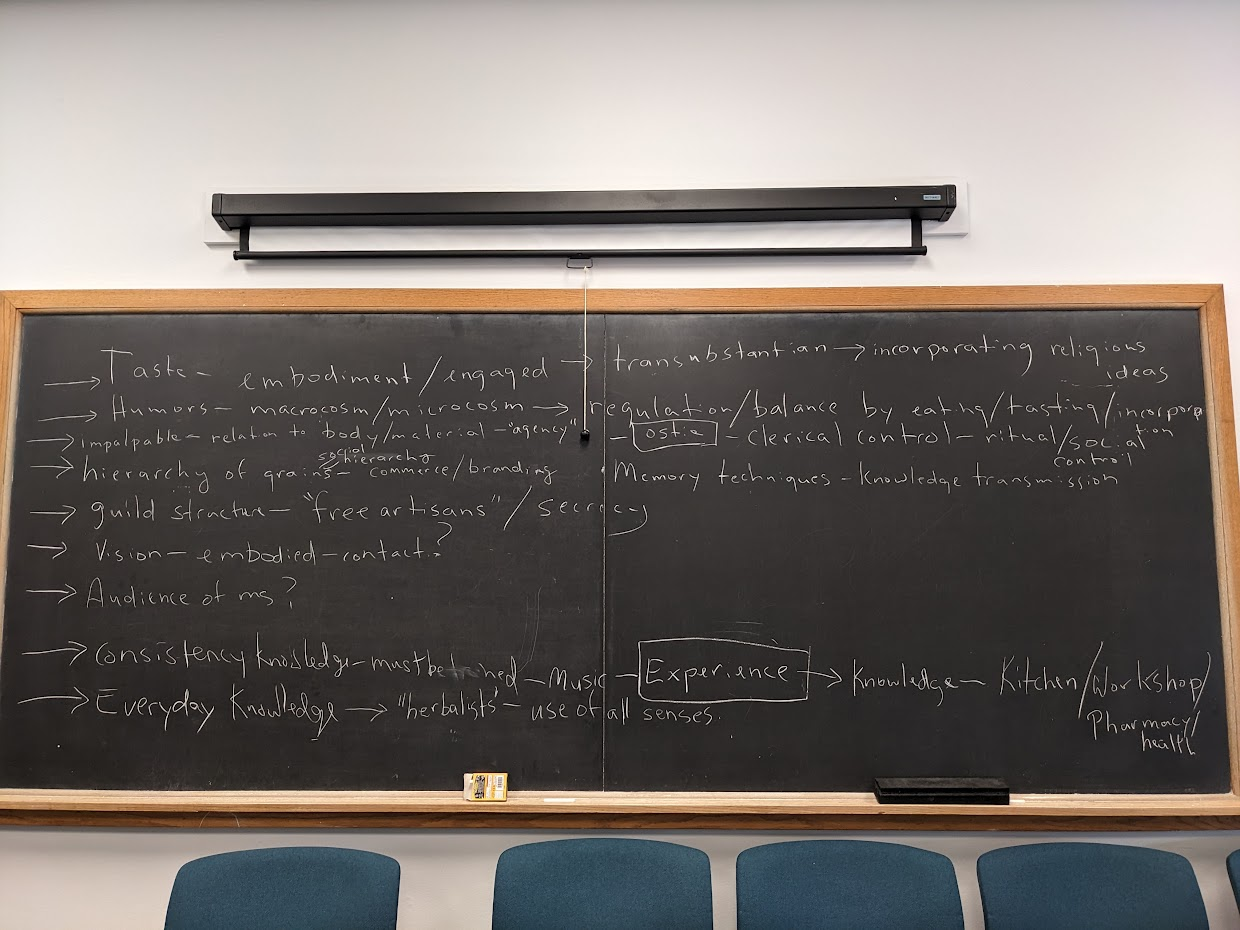 → Taste - embodiment/engaged → transubstantian → incorporating religious
ideas
→ Humors - macrocosm/microcosm → regulation/balance by eating/tasting/incorporation
→ impalpable - relation to body/material - "agency" - ostia - clerical control - ritual/social
control
social
hierarchy
→ hierarchy of grains - commerce/branding Memory techniques - Knowledge transmission
→ guild structure - "free artisans" / secrecy
→ Vision - embodied - contact?
→ Audience of ms?
→ Consistency knowledge - must be - Music - Experience → Knowledge - Kitchen/Workshop/
Pharmacy/
health
→ Everyday Knowledge → "herbalists" - use of all senses.